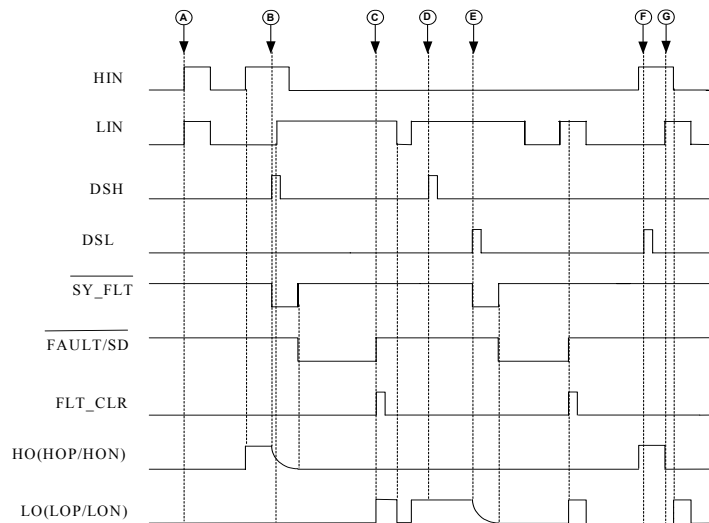 A B C D E F G
HIN
LIN
DSH
DSL
SY_FLT
FAULT/SD
FLT_CLR
HO(HOP/HON)
LO(LOP/LON)